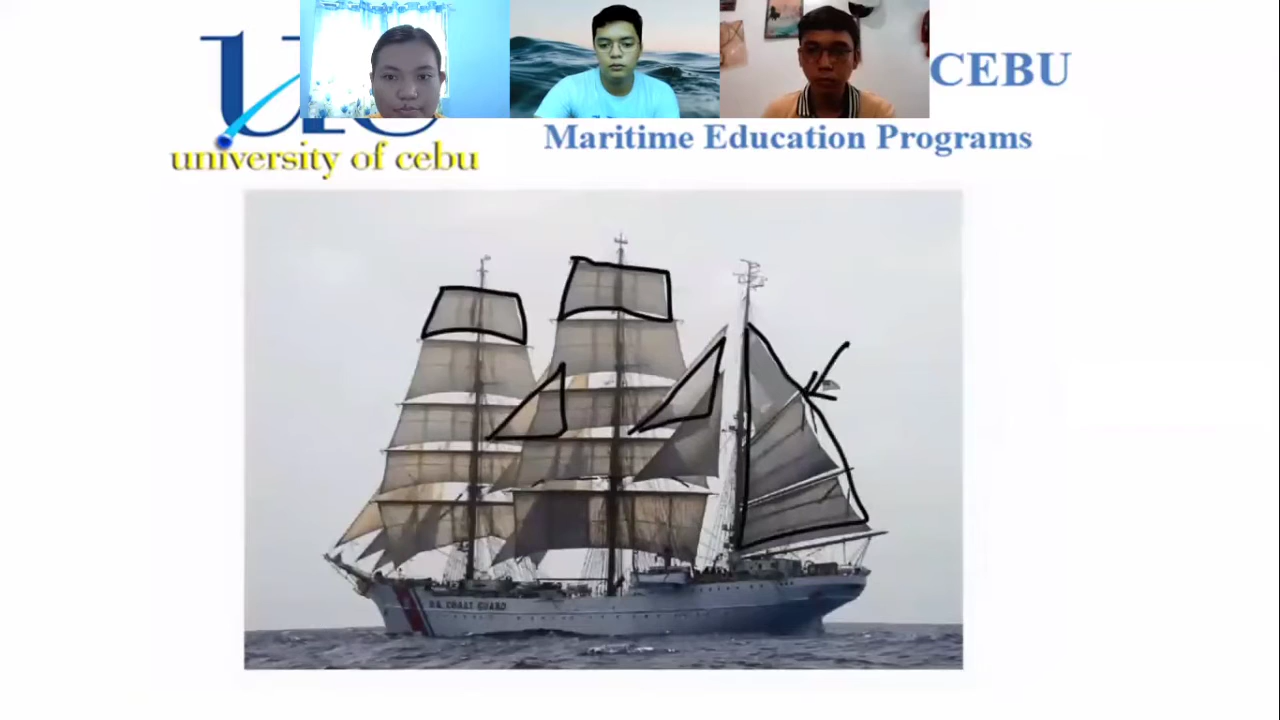 CEBU
university of cebu
Maritime Education Programs
U.S. COAST GUARD